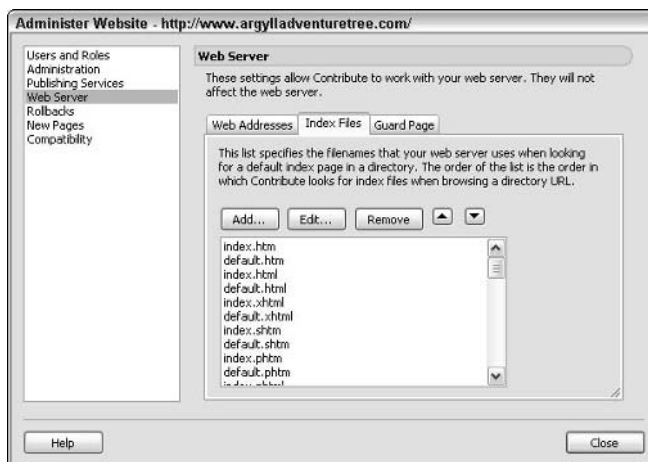 Administer Website - http://www.argylladventuretree.com/
Users and Roles
Administration
Publishing Services
Web Server
Rollbacks
New Pages
Compatibility
Web Server
These settings allow Contribute to work with your web server. They will not
affect the web server.
Web Addresses
Index Files
Guard Page
This list specifies the filenames that your web server uses when looking
for a default index page in a directory. The order of the list is the order in
which Contribute looks for index files when browsing a directory URL.
Add...
Edit...
Remove
index.htm
default.htm
index.html
default.html
index.xhtml
default.xhtml
index.shtm
default.shtm
index.phtm
default.phtm
Help
Close